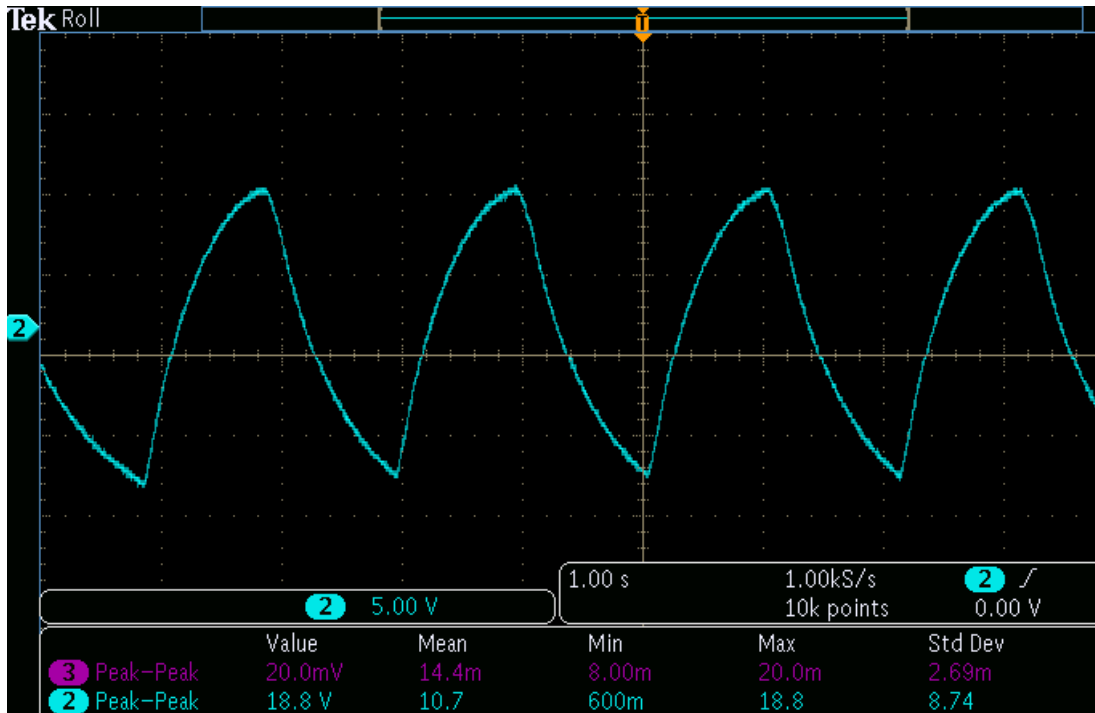 Tek Roll
T
2
1.00 s 1.00kS/s 2
10k points 0.00 V
2 5.00 V
Value Mean Min Max Std Dev
3 Peak-Peak 20.0mV 14.4m 8.00m 20.0m 2.69m
2 Peak-Peak 18.8 V 10.7 600m 18.8 8.74